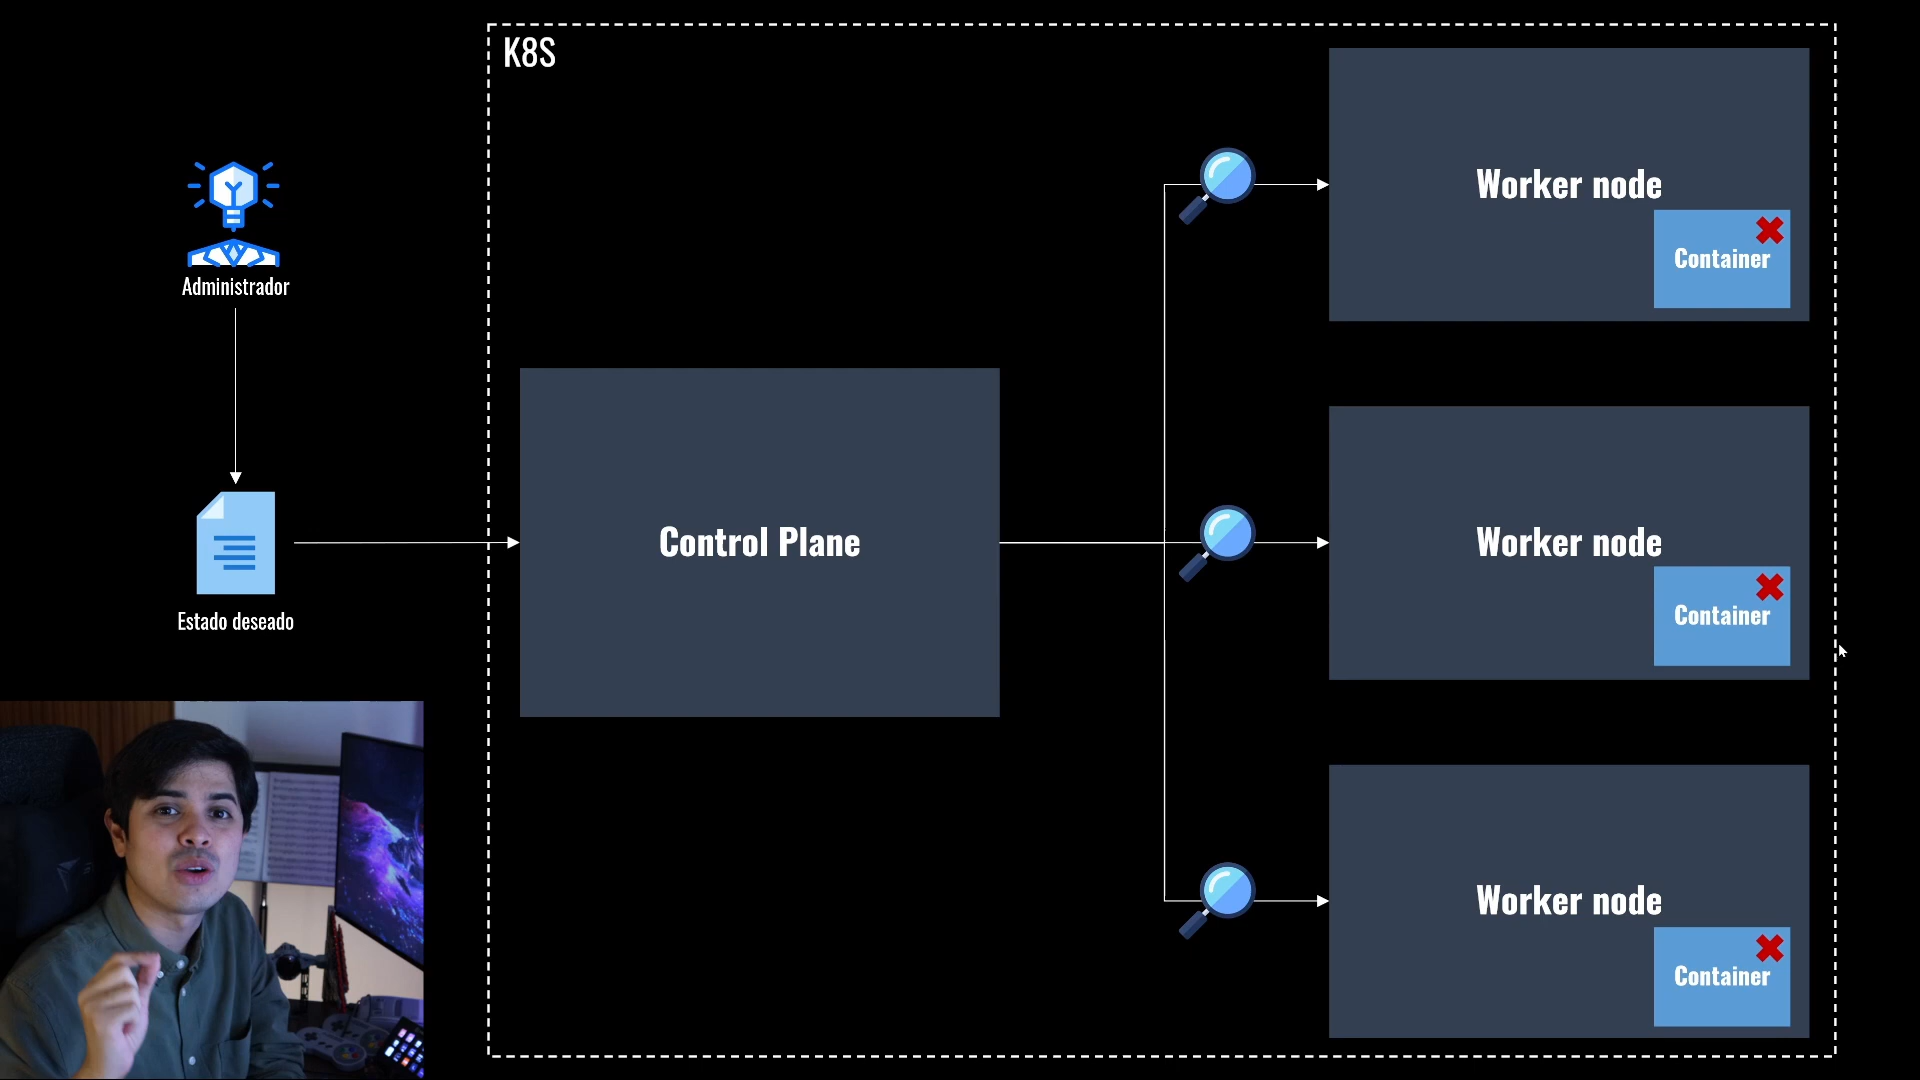 K8S
Administrador
Estado deseado
Control Plane
Worker node
Container
Worker node
Container
Worker node
Container